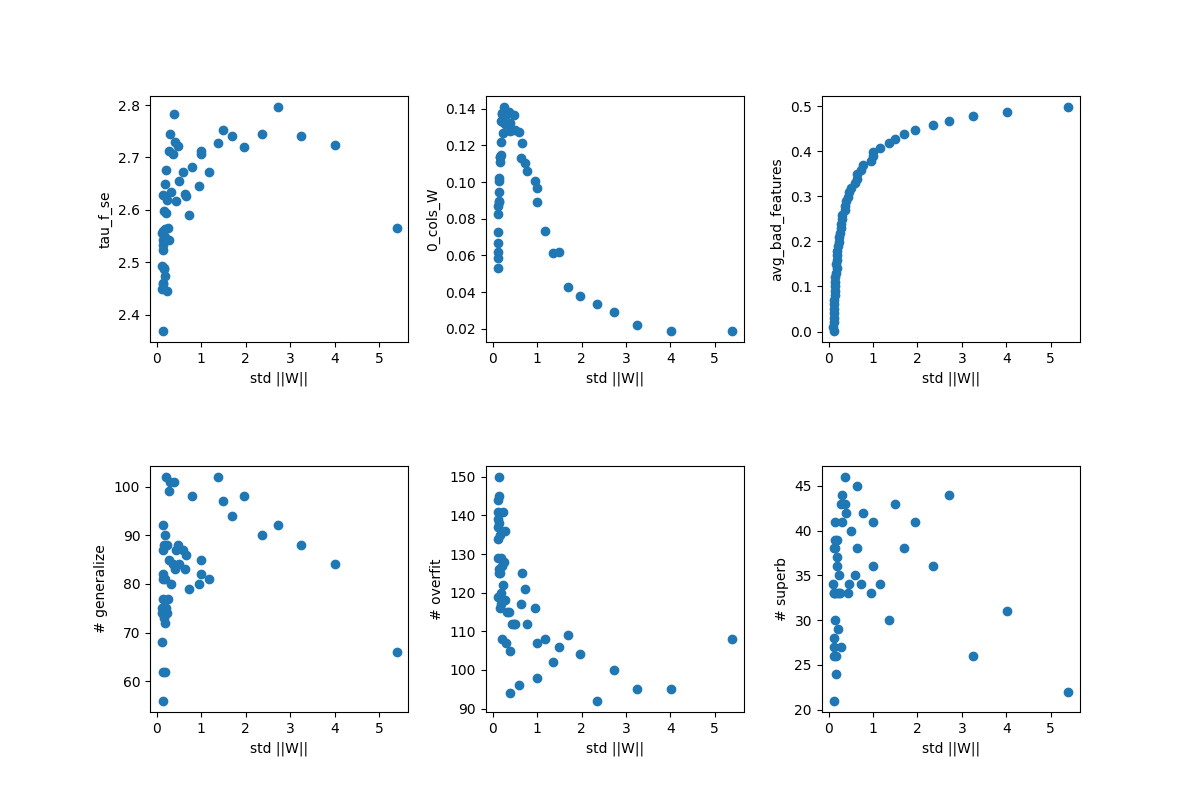 2.8
2.7
2.6
2.5
2.4
tau_f_se
0 1 2 3 4 5
std ||W||
0.14
0.12
0.10
0.08
0.06
0.04
0.02
0_cols_W
0 1 2 3 4 5
std ||W||
0.5
0.4
0.3
0.2
0.1
0.0
avg_bad_features
0 1 2 3 4 5
std ||W||
100
90
80
70
60
# generalize
0 1 2 3 4 5
std ||W||
150
140
130
120
110
100
90
# overfit
0 1 2 3 4 5
std ||W||
45
40
35
30
25
20
# superb
0 1 2 3 4 5
std ||W||